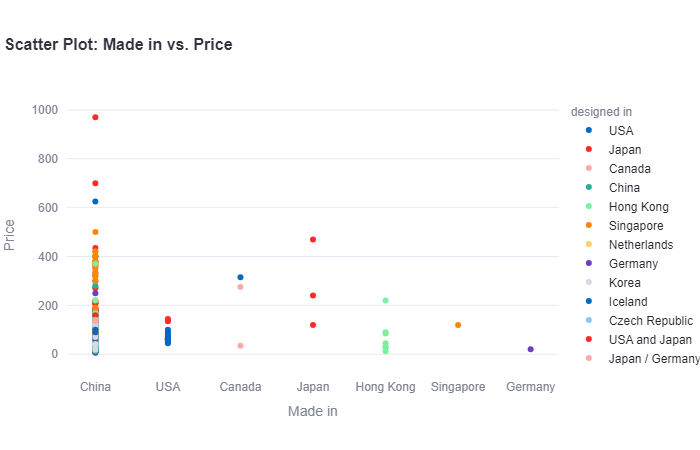 Scatter Plot: Made in vs. Price
designed in
USA
Japan
Canada
China
Hong Kong
Singapore
Netherlands
Germany
Korea
Iceland
Czech Republic
USA and Japan
Japan / Germany
Price
1000
800
600
400
200
0
China USA Canada Japan Hong Kong Singapore Germany
Made in